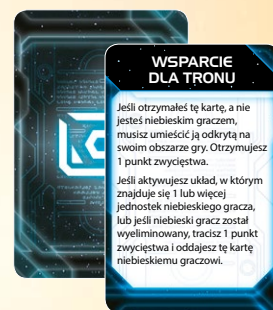 WSPARCIE
DLA TRONU
Jeśli otrzymałeś tę kartę, a nie
jesteś niebieskim graczem,
musisz umieścić ją odkrytą na
swoim obszarze gry. Otrzymujesz
1 punkt zwycięstwa.
Jeśli aktywujesz układ, w którym
znajduje się 1 lub więcej
jednostek niebieskiego gracza,
lub jeśli niebieski gracz został
wyeliminowany, tracisz 1 punkt
zwycięstwa i oddajesz tę kartę
niebieskiemu graczowi.